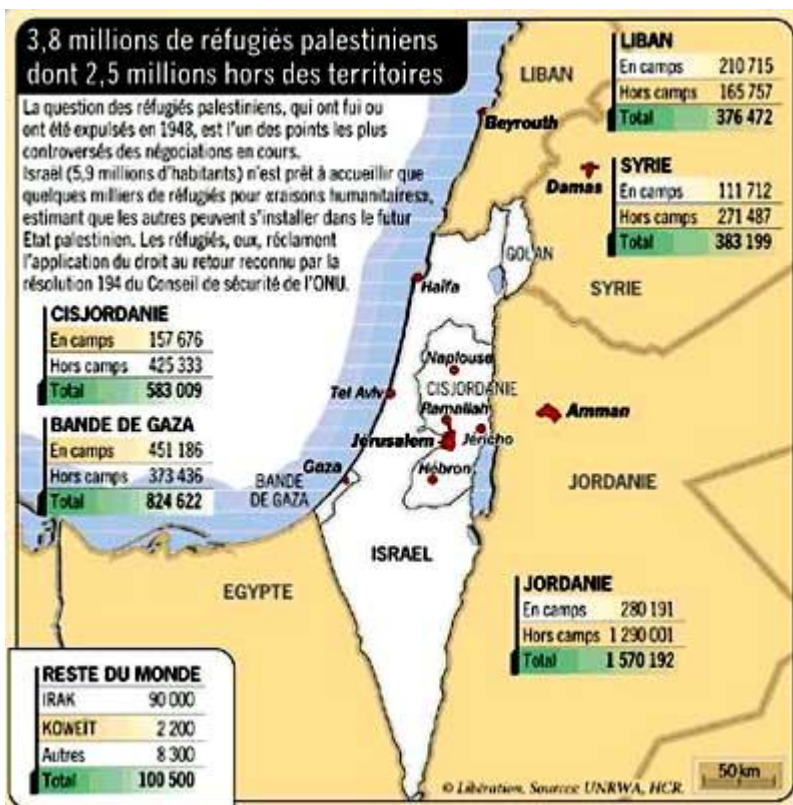 3,8 millions de réfugiés palestiniens
dont 2,5 millions hors des territoires
La question des réfugiés palestiniens, qui ont fui ou
ont été expulsés en 1948, est l'un des points les plus
controversés des négociations en cours.
Israël (5,9 millions d'habitants) n'est prêt à accueillir que
quelques milliers de réfugiés pour «raisons humanitaires»,
estimant que les autres peuvent s'installer dans le futur
Etat palestinien. Les réfugiés, eux, réclament
l'application du droit au retour reconnu par la
résolution 194 du Conseil de sécurité de l'ONU.
LIBAN
En camps 210 715
Hors camps 165 757
Total 376 472
SYRIE
En camps 111 712
Hors camps 271 487
Total 383 199
CISJORDANIE
En camps 157 676
Hors camps 425 333
Total 583 009
BANDE DE GAZA
En camps 451 186
Hors camps 373 436
Total 824 622
LIBAN
Beyrouth
Damas
GOLAN
SYRIE
Haïfa
Naplouse
CISJORDANIE
Tel Aviv
Ramallah
Amman
Jérusalem
Jéricho
Gaza
Hébron
BANDE
DE GAZA
JORDANIE
ISRAEL
EGYPTE
JORDANIE
En camps 280 191
Hors camps 1 290 001
Total 1 570 192
RESTE DU MONDE
IRAK 90 000
KOWEÏT 2 200
Autres 8 300
Total 100 500
50 km
© Libération. Source UNRWA, HCR.